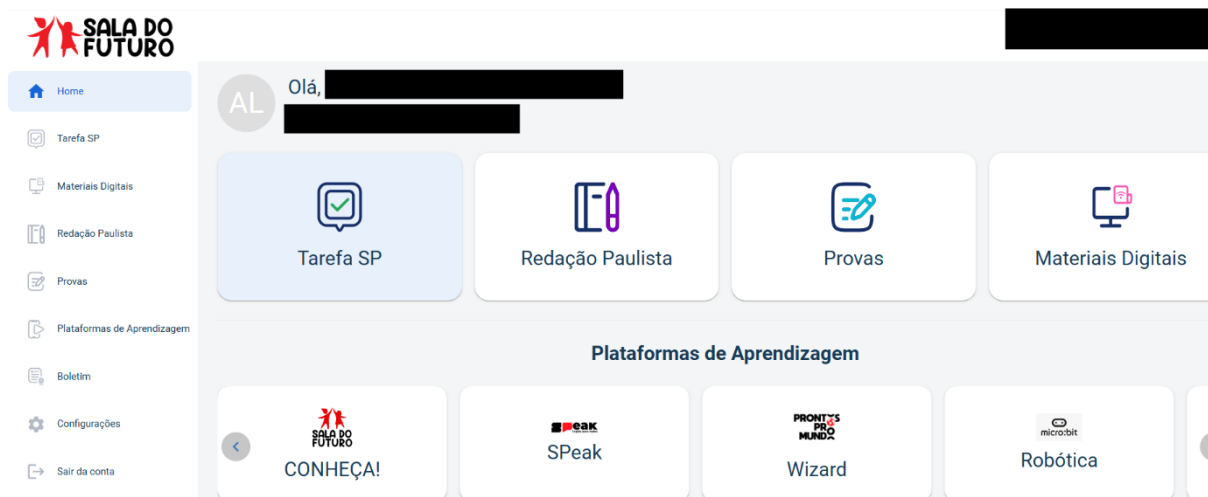 SALA DO
FUTURO
Home
Tarefa SP
Materiais Digitais
Redação Paulista
Provas
Plataformas de Aprendizagem
Boletim
Configurações
Sair da conta
AL
Olá,
Tarefa SP
Redação Paulista
Provas
Materiais Digitais
Plataformas de Aprendizagem
SALA DO
FUTURO
CONHEÇA!
SPeak
SPeak
PRONTOS
PRO
MUNDO
Wizard
micro:bit
Robótica